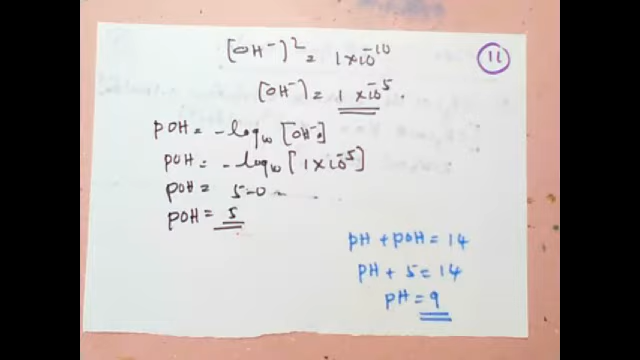 [OH⁻]² = 1×10⁻¹⁰
11
[OH⁻] = 1×10⁻⁵.
pOH = -log₁₀ [OH⁻]
pOH = -log₁₀ [1×10⁻⁵]
pOH = 5-0
pOH = 5
pH + pOH = 14
pH + 5 = 14
pH = 9